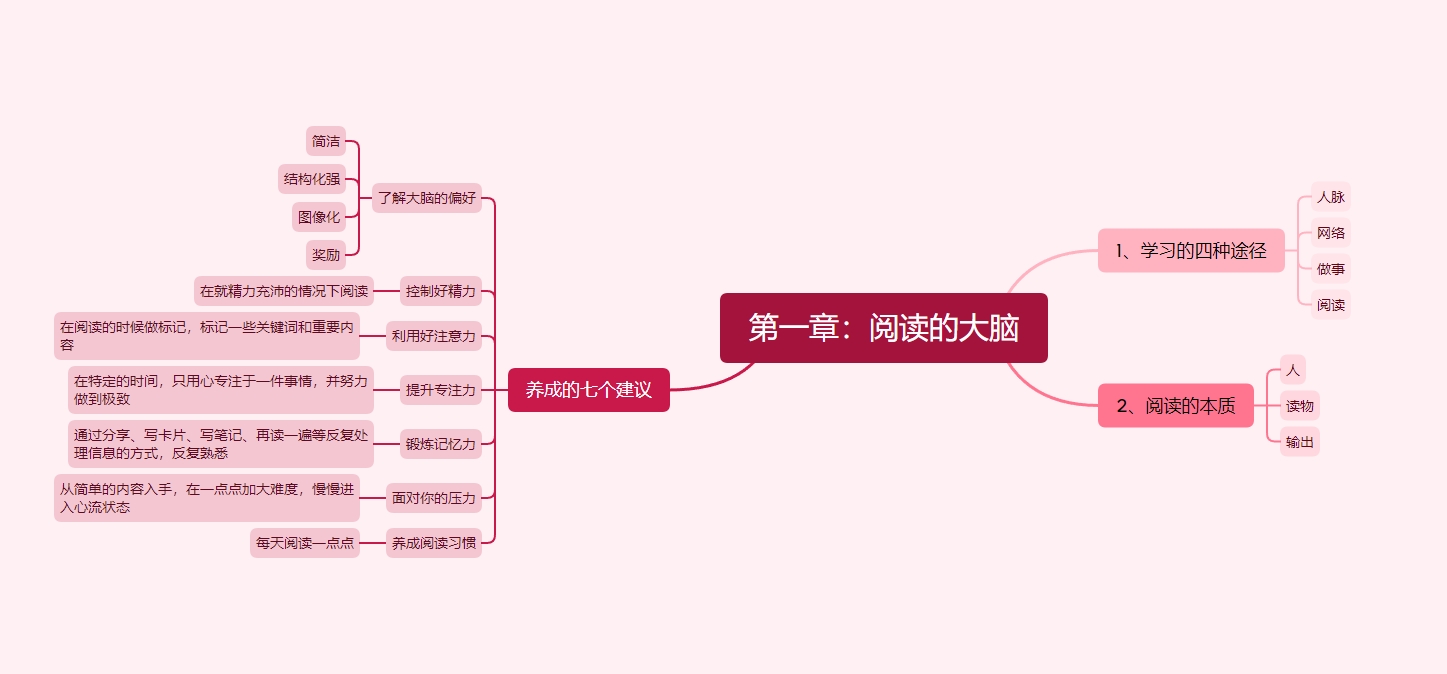 第一章：阅读的大脑
1、学习的四种途径
人脉
网络
做事
阅读
2、阅读的本质
人
读物
输出
养成的七个建议
了解大脑的偏好
简洁
结构化强
图像化
奖励
控制好精力
在就精力充沛的情况下阅读
利用好注意力
在阅读的时候做标记，标记一些关键词和重要内
容
提升专注力
在特定的时间，只用心专注于一件事情，并努力
做到极致
锻炼记忆力
通过分享、写卡片、写笔记、再读一遍等反复处
理信息的方式，反复熟悉
面对你的压力
从简单的内容入手，在一点点加大难度，慢慢进
入心流状态
养成阅读习惯
每天阅读一点点